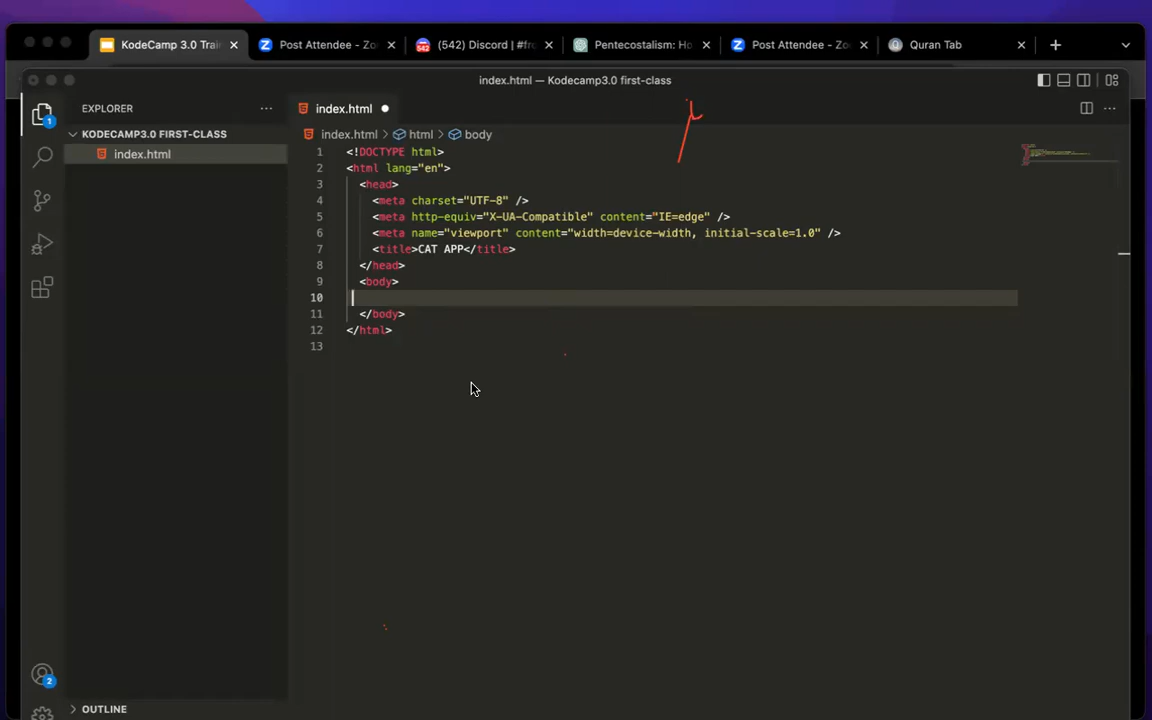 KodeCamp 3.0 Trai
Post Attendee - Zo
(542) Discord | #fro
Pentecostalism: Ho
Post Attendee - Zo
Quran Tab
index.html — Kodecamp3.0 first-class
EXPLORER
index.html
KODECAMP3.0 FIRST-CLASS
index.html > html > body
index.html
1 <!DOCTYPE html>
2 <html lang="en">
3 <head>
4 <meta charset="UTF-8" />
5 <meta http-equiv="X-UA-Compatible" content="IE=edge" />
6 <meta name="viewport" content="width=device-width, initial-scale=1.0" />
7 <title>CAT APP</title>
8 </head>
9 <body>
10
11 </body>
12 </html>
13
1
2
OUTLINE